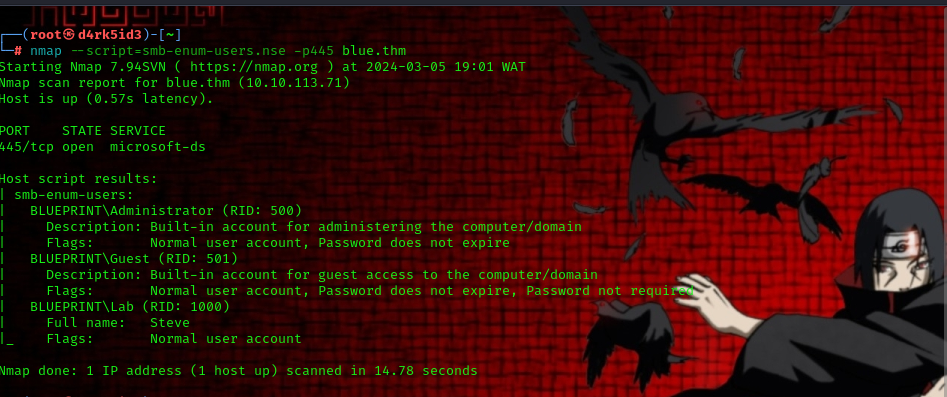 ┌──(root㉿d4rk5id3)-[~]
└─# nmap --script=smb-enum-users.nse -p445 blue.thm
Starting Nmap 7.94SVN ( https://nmap.org ) at 2024-03-05 19:01 WAT
Nmap scan report for blue.thm (10.10.113.71)
Host is up (0.57s latency).
PORT    STATE SERVICE
445/tcp open  microsoft-ds
Host script results:
| smb-enum-users:
|   BLUEPRINT\Administrator (RID: 500)
|     Description: Built-in account for administering the computer/domain
|     Flags:       Normal user account, Password does not expire
|   BLUEPRINT\Guest (RID: 501)
|     Description: Built-in account for guest access to the computer/domain
|     Flags:       Normal user account, Password does not expire, Password not required
|   BLUEPRINT\Lab (RID: 1000)
|     Full name:   Steve
|_    Flags:       Normal user account
Nmap done: 1 IP address (1 host up) scanned in 14.78 seconds